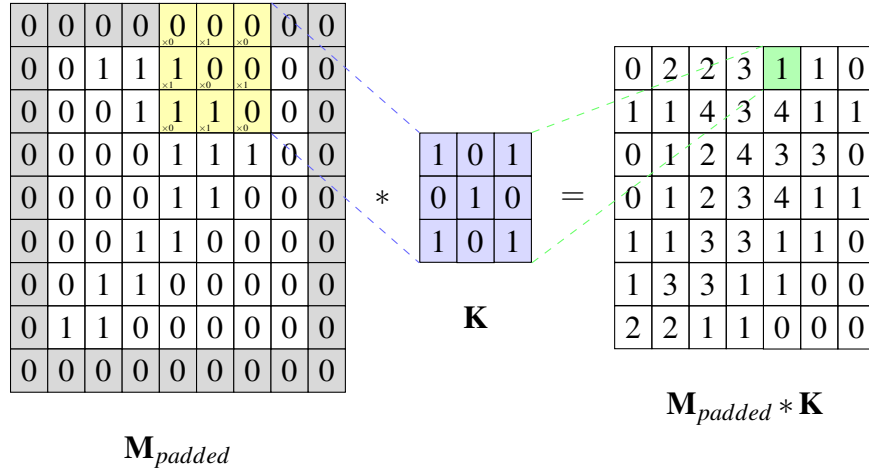 0 0 0 0 0 0 0 0 0
×0 ×1 ×0
0 0 1 1 1 0 0 0 0
×1 ×0 ×1
0 0 0 1 1 1 0 0 0
×0 ×1 ×0
0 0 0 0 1 1 1 0 0
0 0 0 0 1 1 0 0 0
0 0 0 1 1 0 0 0 0
0 0 1 1 0 0 0 0 0
0 1 1 0 0 0 0 0 0
0 0 0 0 0 0 0 0 0
M_padded
*
1 0 1
0 1 0
1 0 1
K
=
0 2 2 3 1 1 0
1 1 4 3 4 1 1
0 1 2 4 3 3 0
0 1 2 3 4 1 1
1 1 3 3 1 1 0
1 3 3 1 1 0 0
2 2 1 1 0 0 0
M_padded * K